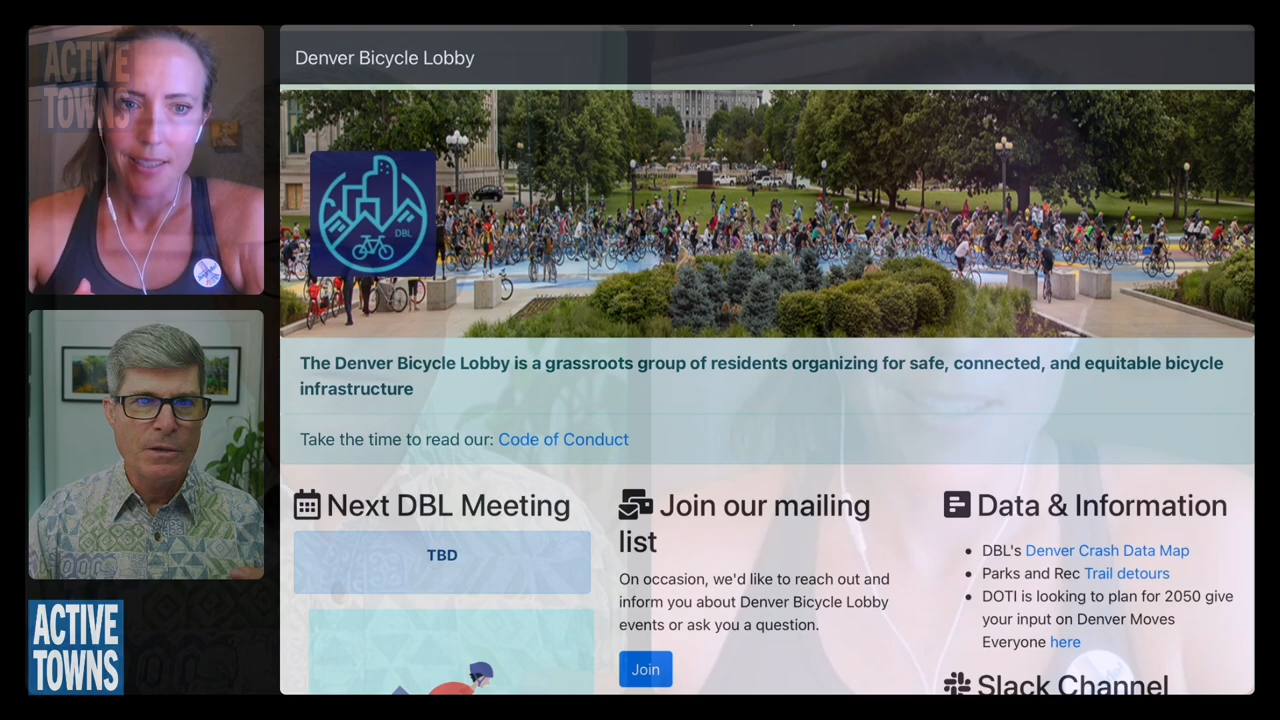 ACTIVE
TOWNS
Denver Bicycle Lobby
DBL
The Denver Bicycle Lobby is a grassroots group of residents organizing for safe, connected, and equitable bicycle
infrastructure
Take the time to read our: Code of Conduct
Next DBL Meeting
TBD
Join our mailing
list
On occasion, we'd like to reach out and
inform you about Denver Bicycle Lobby
events or ask you a question.
Join
Data & Information
DBL's Denver Crash Data Map
Parks and Rec Trail detours
DOTI is looking to plan for 2050 give
your input on Denver Moves
Everyone here
Slack Channel
ACTIVE
TOWNS